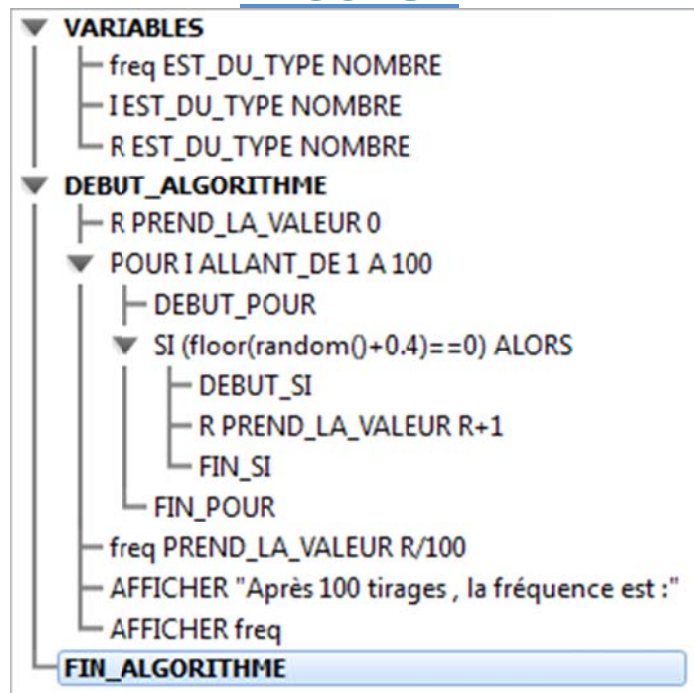 VARIABLES
freq EST_DU_TYPE NOMBRE
I EST_DU_TYPE NOMBRE
R EST_DU_TYPE NOMBRE
DEBUT_ALGORITHME
R PREND_LA_VALEUR 0
POUR I ALLANT_DE 1 A 100
DEBUT_POUR
SI (floor(random()+0.4)==0) ALORS
DEBUT_SI
R PREND_LA_VALEUR R+1
FIN_SI
FIN_POUR
freq PREND_LA_VALEUR R/100
AFFICHER "Après 100 tirages , la fréquence est :"
AFFICHER freq
FIN_ALGORITHME